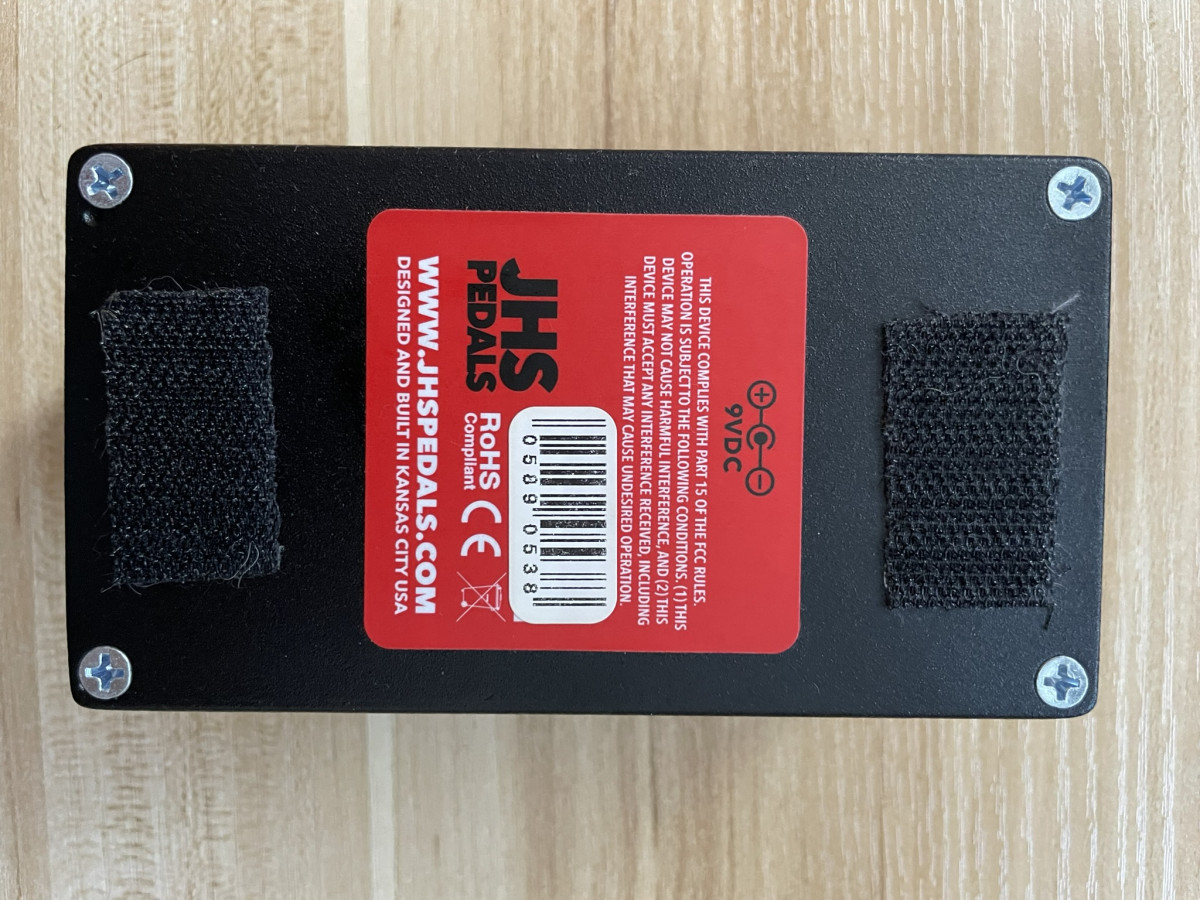 9VDC
THIS DEVICE COMPLIES WITH PART 15 OF THE FCC RULES.
OPERATION IS SUBJECT TO THE FOLLOWING CONDITIONS. (1) THIS
DEVICE MAY NOT CAUSE HARMFUL INTERFERENCE, AND (2) THIS
DEVICE MUST ACCEPT ANY INTERFERENCE RECEIVED, INCLUDING
INTERFERENCE THAT MAY CAUSE UNDESIRED OPERATION.
JHS
PEDALS
0589 0538
RoHS
Compliant
CE
WWW.JHSPEDALS.COM
DESIGNED AND BUILT IN KANSAS CITY USA